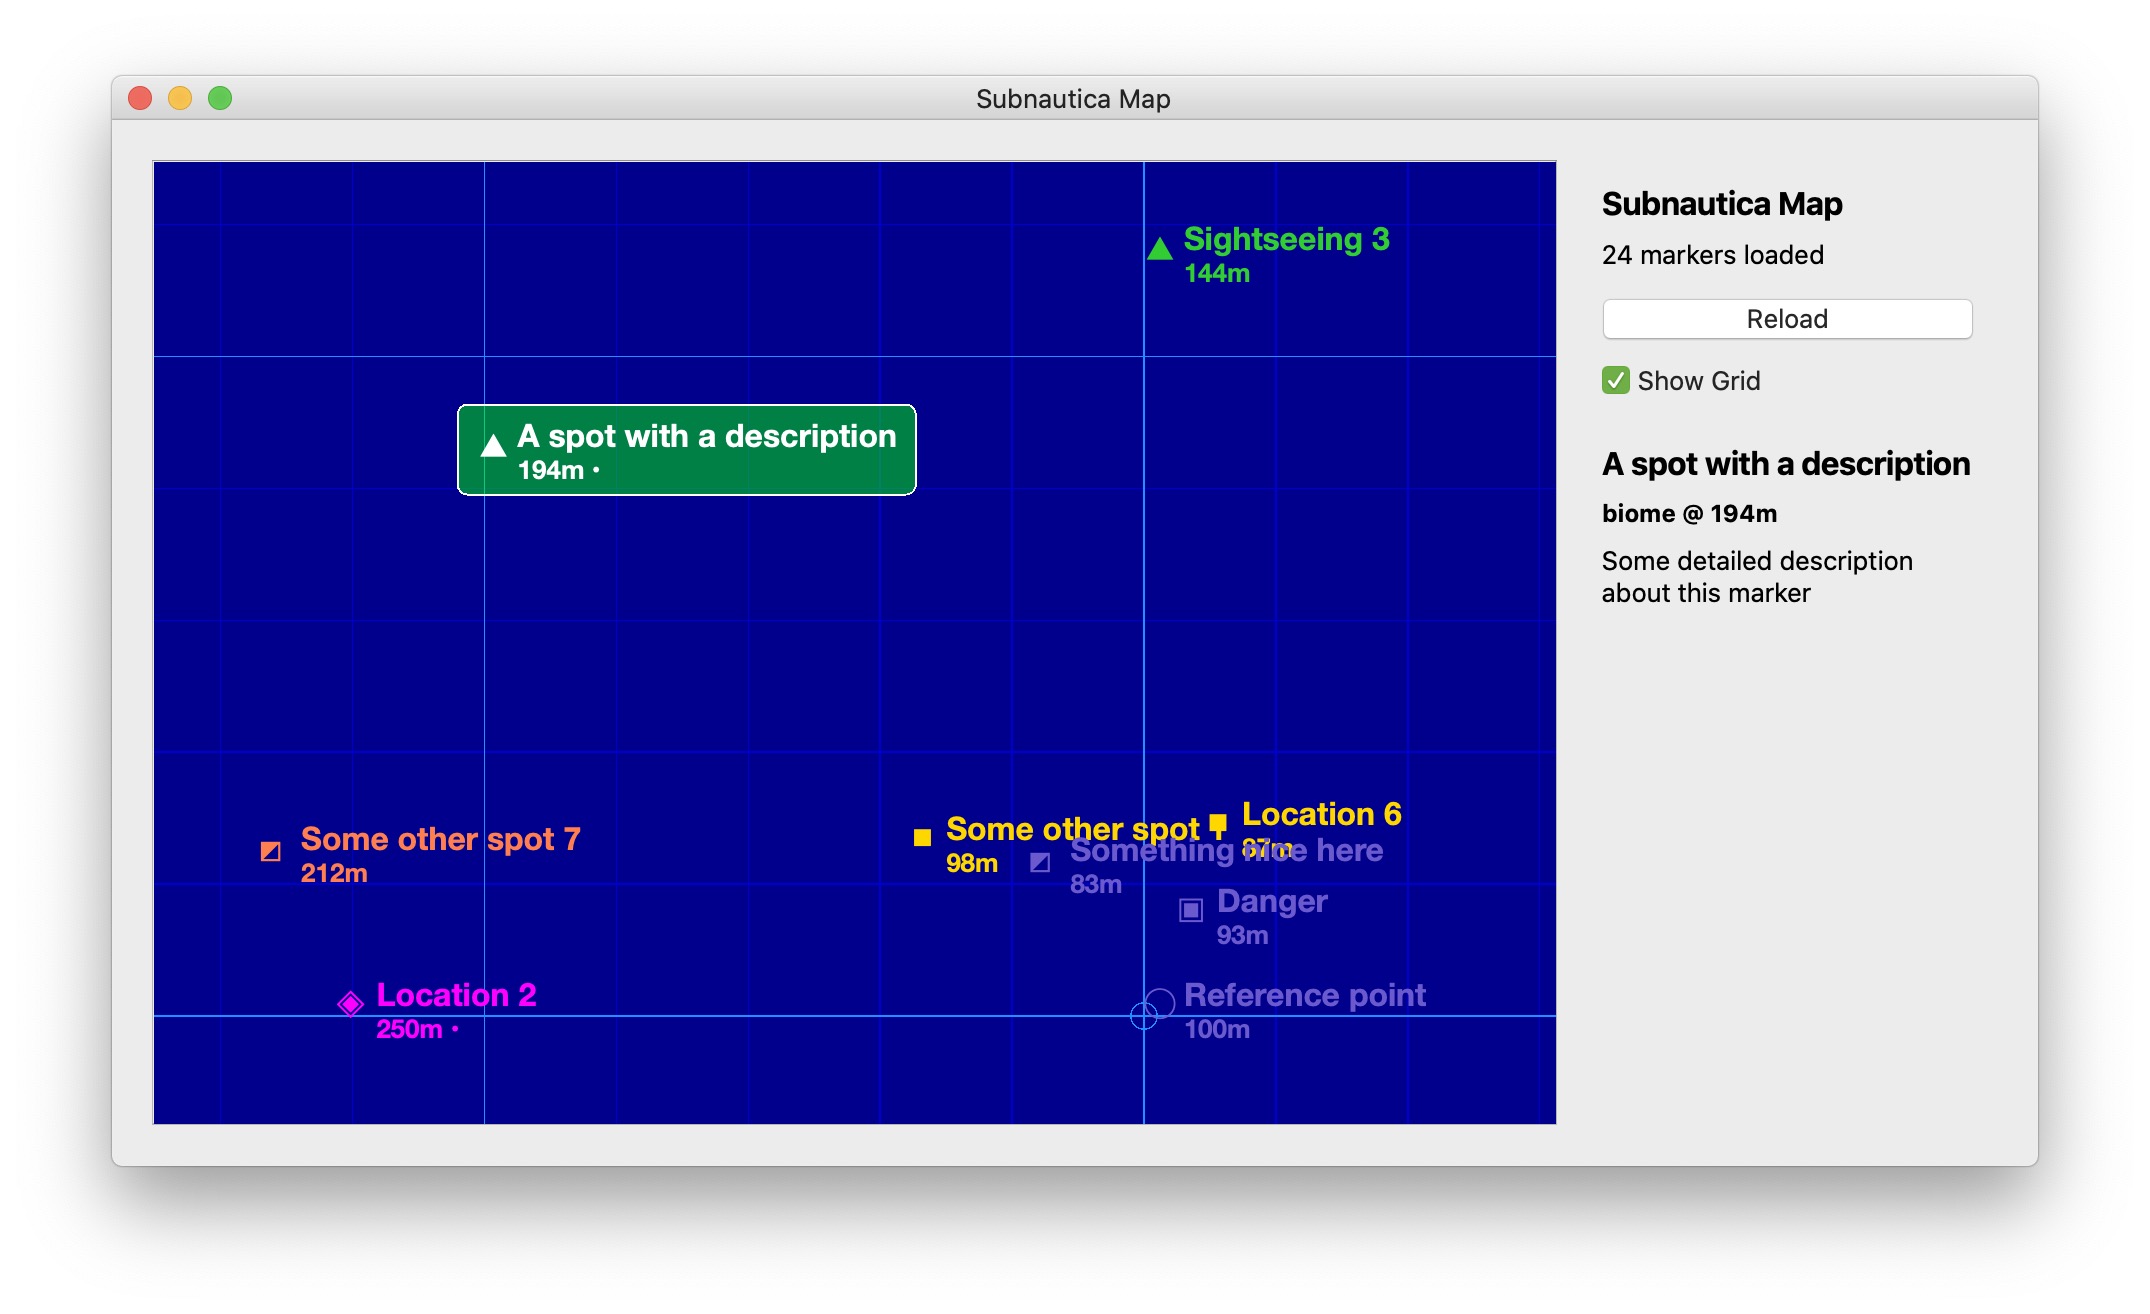 Subnautica Map
Sightseeing 3
144m
A spot with a description
194m •
Some other spot 7
212m
Some other spot
98m
Location 6
87m
Something nice here
83m
Danger
93m
Location 2
250m •
Reference point
100m
Subnautica Map
24 markers loaded
Reload
Show Grid
A spot with a description
biome @ 194m
Some detailed description
about this marker